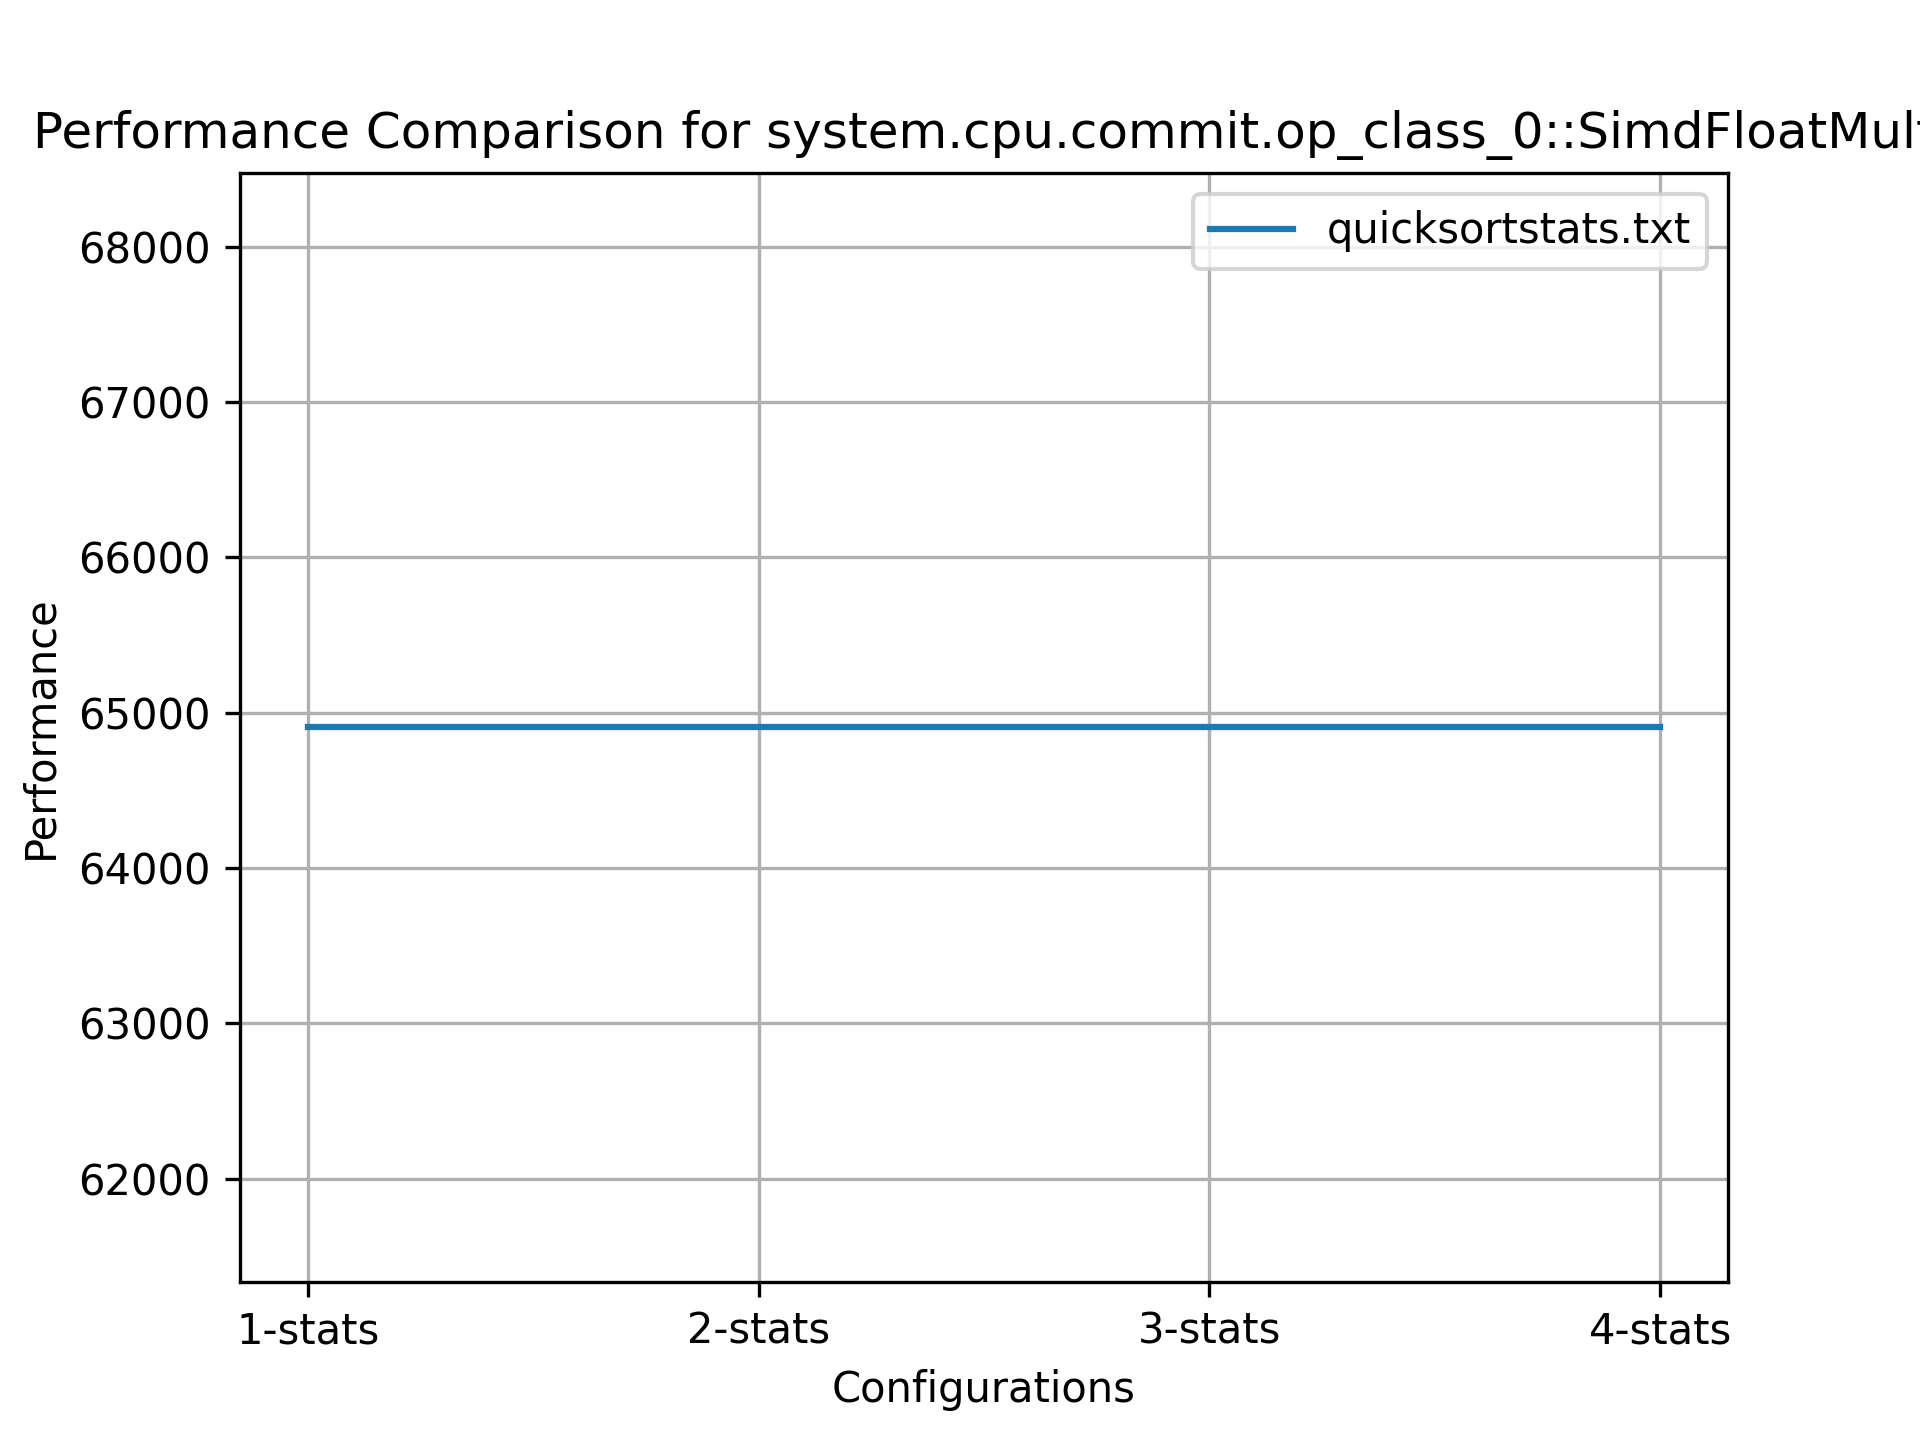 Performance Comparison for system.cpu.commit.op_class_0::SimdFloatMult
quicksortstats.txt
68000
67000
66000
65000
64000
63000
62000
Performance
1-stats 2-stats 3-stats 4-stats
Configurations